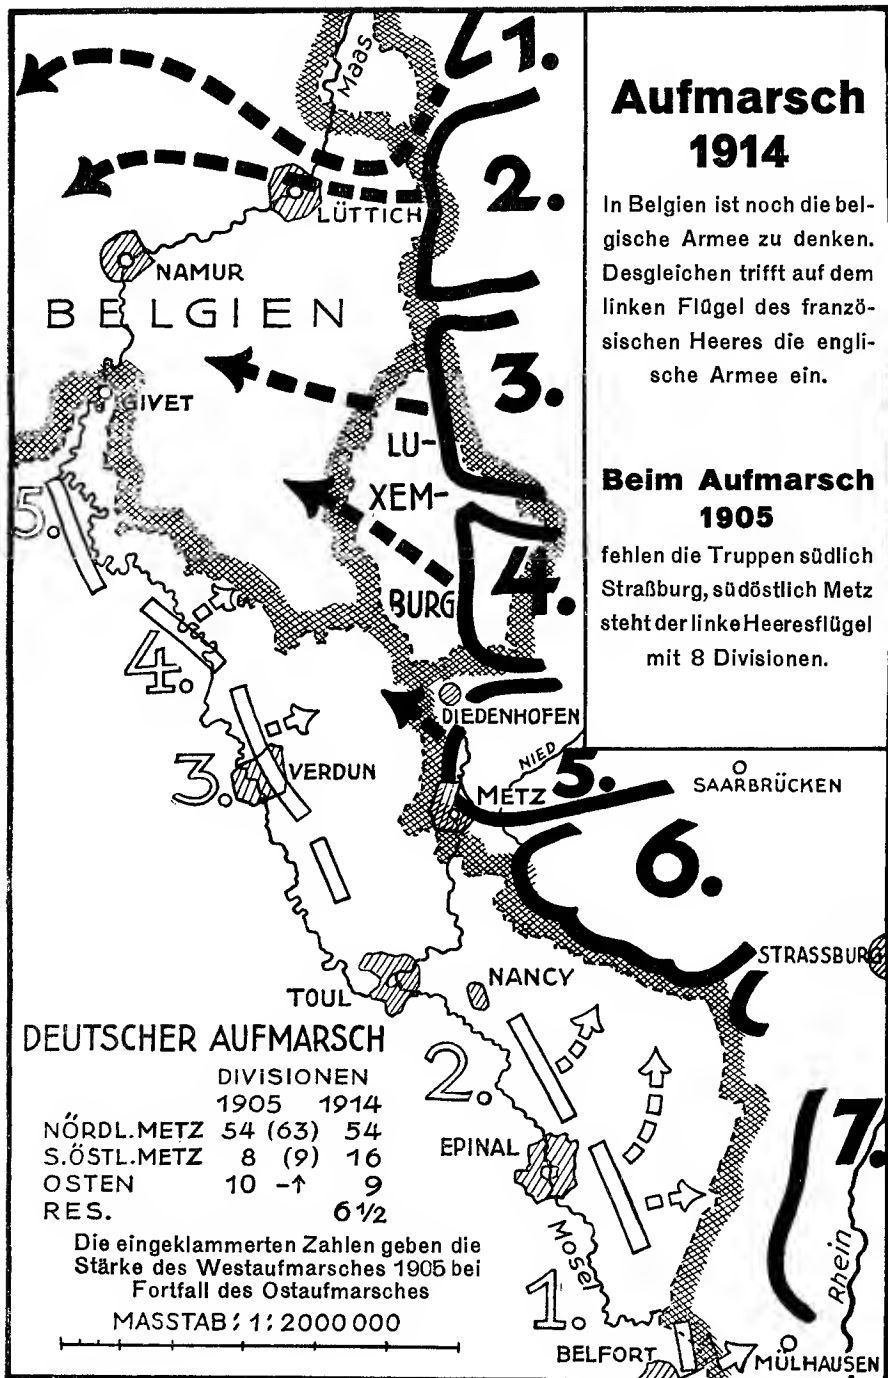 Maas
1.
2.
LÜTTICH
NAMUR
BELGIEN
3.
GIVET
LU-
XEM-
BURG
5.
4.
4.
DIEDENHOFEN
NIED
5.
3.
VERDUN
METZ
SAARBRÜCKEN
6.
STRASSBURG
TOUL
NANCY
2.
EPINAL
7.
Mosel
Rhein
1.
BELFORT
MÜLHAUSEN
Aufmarsch
1914
In Belgien ist noch die bel-
gische Armee zu denken.
Desgleichen trifft auf dem
linken Flügel des franzö-
sischen Heeres die engli-
sche Armee ein.
Beim Aufmarsch
1905
fehlen die Truppen südlich
Straßburg, südöstlich Metz
steht der linke Heeresflügel
mit 8 Divisionen.
DEUTSCHER AUFMARSCH
DIVISIONEN
1905 1914
NÖRDL. METZ 54 (63) 54
S.ÖSTL. METZ 8 (9) 16
OSTEN 10 -↑ 9
RES. 6 1/2
Die eingeklammerten Zahlen geben die
Stärke des Westaufmarsches 1905 bei
Fortfall des Ostaufmarsches
MASSTAB: 1:2000000